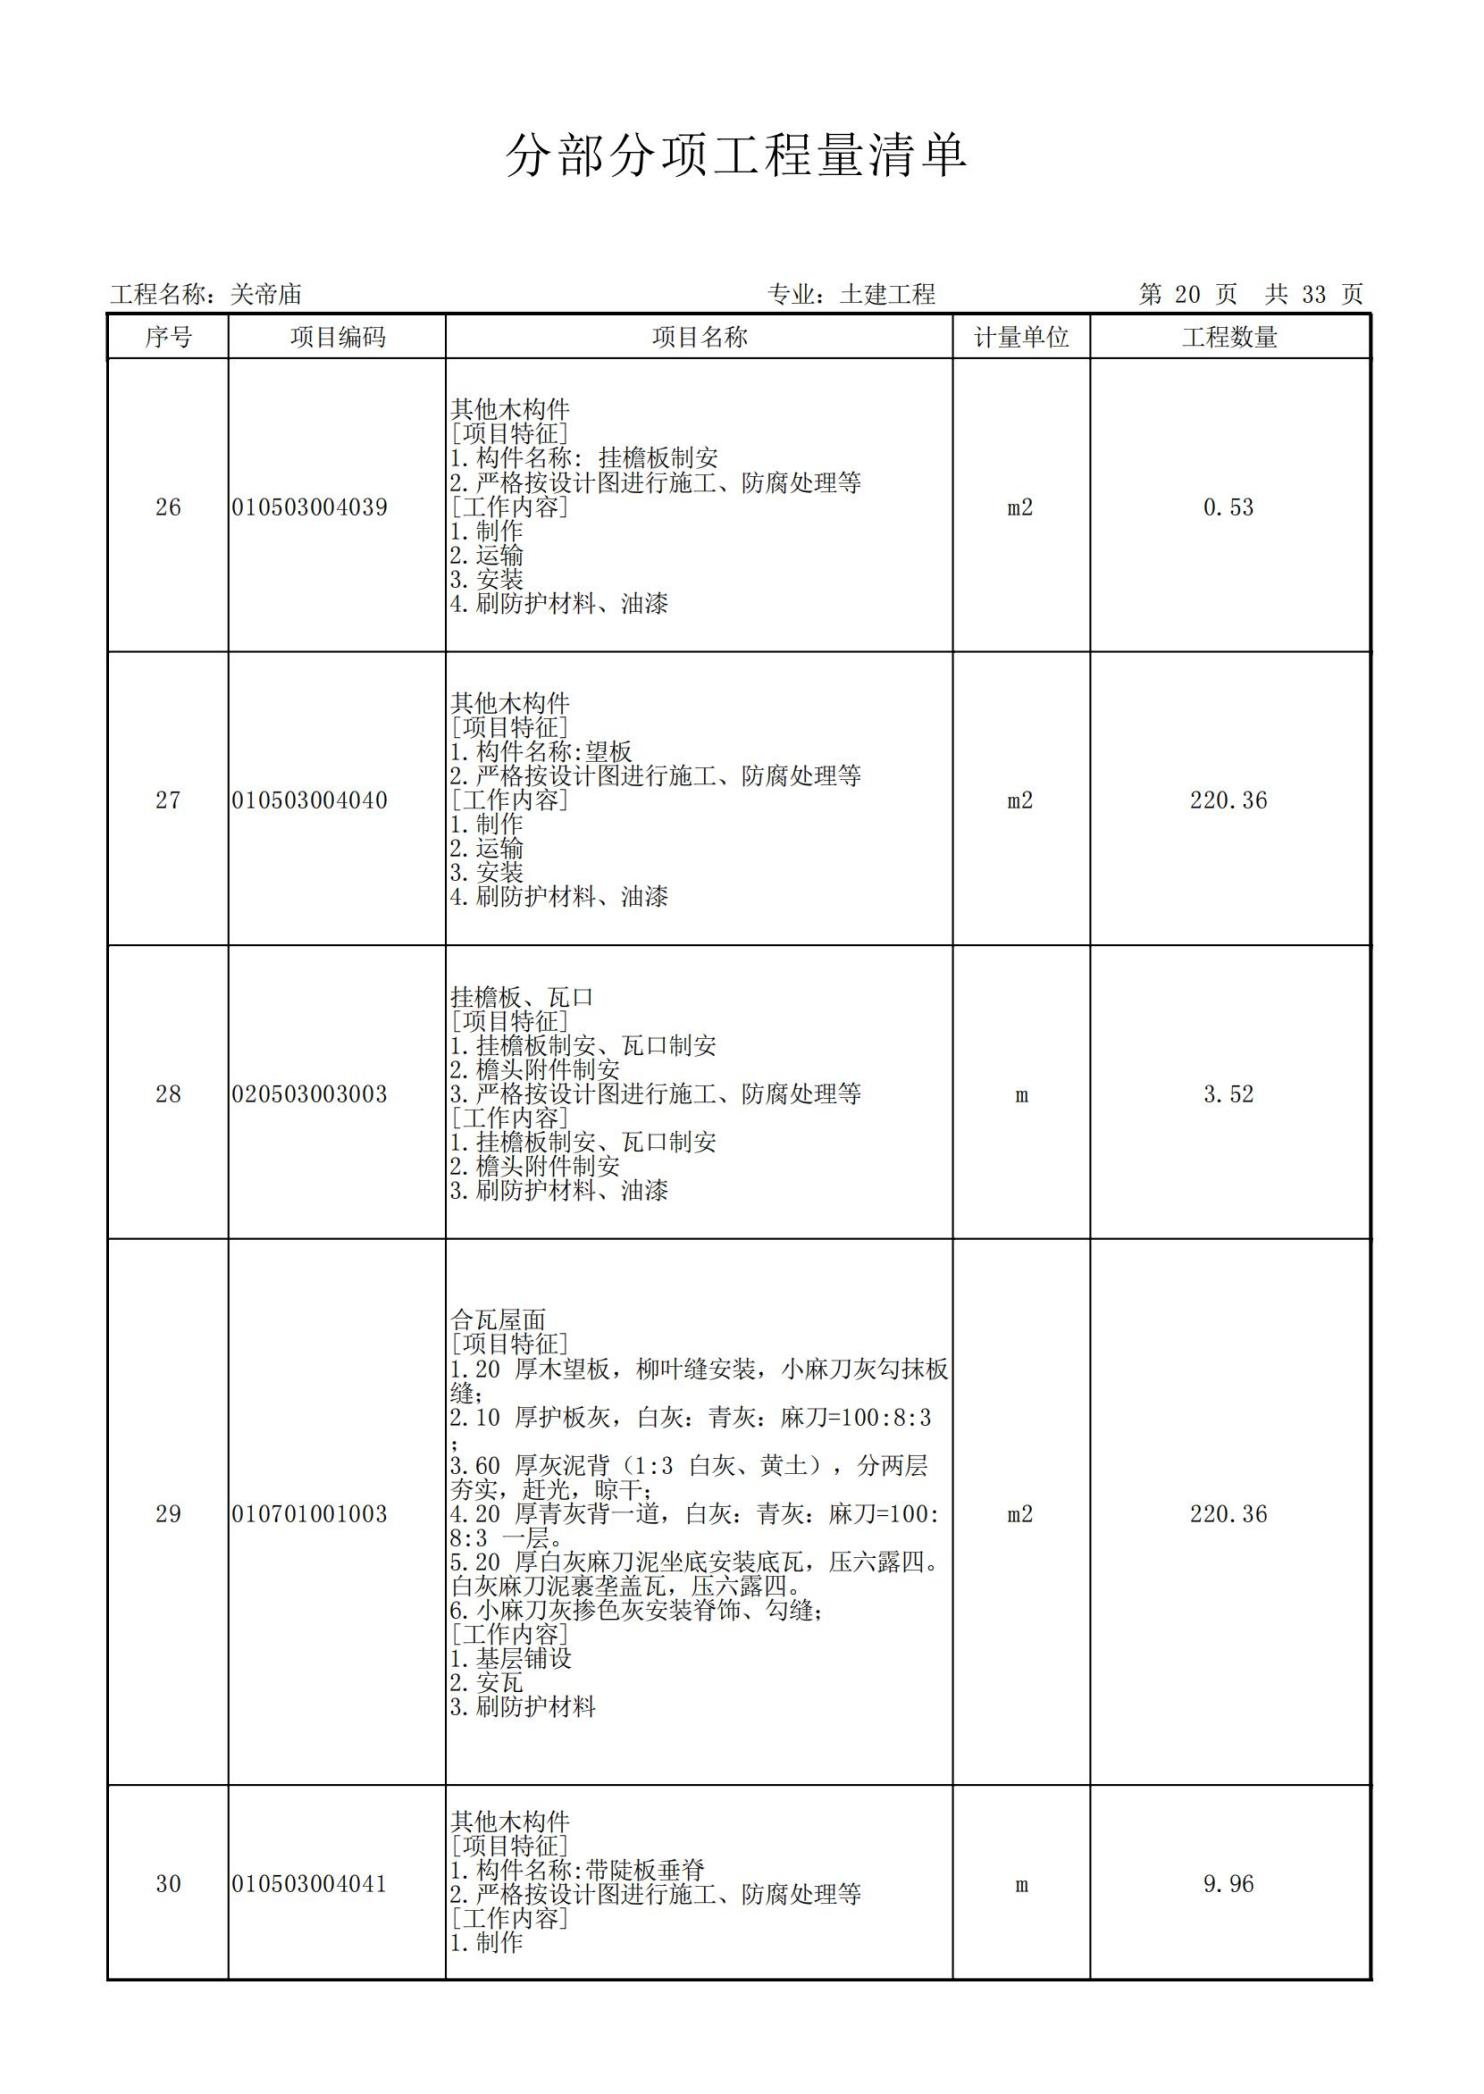 分部分项工程量清单
工程名称：关帝庙 专业：土建工程 第 20 页 共 33 页
序号 项目编码 项目名称 计量单位 工程数量
26 010503004039 m2 0.53
其他木构件
[项目特征]
1.构件名称: 挂檐板制安
2.严格按设计图进行施工、防腐处理等
[工作内容]
1.制作
2.运输
3.安装
4.刷防护材料、油漆
27 010503004040 m2 220.36
其他木构件
[项目特征]
1.构件名称:望板
2.严格按设计图进行施工、防腐处理等
[工作内容]
1.制作
2.运输
3.安装
4.刷防护材料、油漆
28 020503003003 m 3.52
挂檐板、瓦口
[项目特征]
1.挂檐板制安、瓦口制安
2.檐头附件制安
3.严格按设计图进行施工、防腐处理等
[工作内容]
1.挂檐板制安、瓦口制安
2.檐头附件制安
3.刷防护材料、油漆
29 010701001003 m2 220.36
合瓦屋面
[项目特征]
1.20 厚木望板，柳叶缝安装，小麻刀灰勾抹板
缝；
2.10 厚护板灰，白灰：青灰：麻刀=100:8:3
；
3.60 厚灰泥背（1:3 白灰、黄土），分两层
夯实，赶光，晾干；
4.20 厚青灰背一道，白灰：青灰：麻刀=100:
8:3 一层。
5.20 厚白灰麻刀泥坐底安装底瓦，压六露四。
白灰麻刀泥裹垄盖瓦，压六露四。
6.小麻刀灰掺色灰安装脊饰、勾缝；
[工作内容]
1.基层铺设
2.安瓦
3.刷防护材料
30 010503004041 m 9.96
其他木构件
[项目特征]
1.构件名称:带陡板垂脊
2.严格按设计图进行施工、防腐处理等
[工作内容]
1.制作